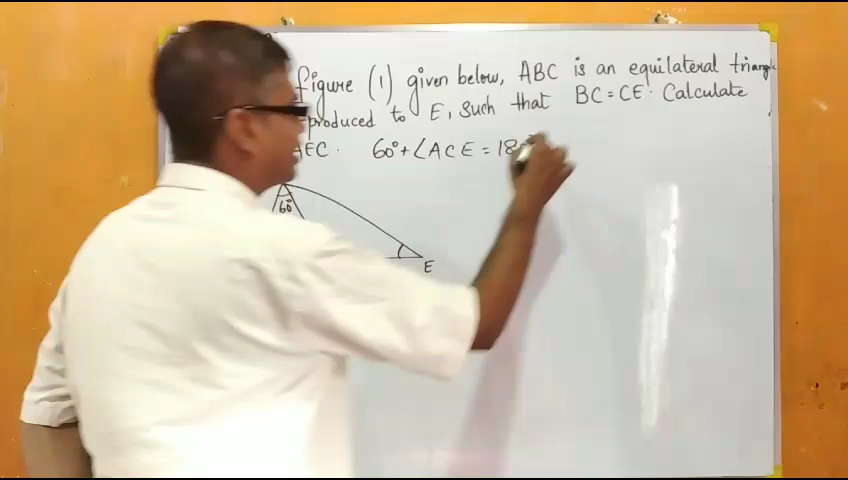 figure (1) given below, ABC is an equilateral triangle
produced to E, such that BC = CE. Calculate
AEC. 60° + ∠ACE = 18
60°
E